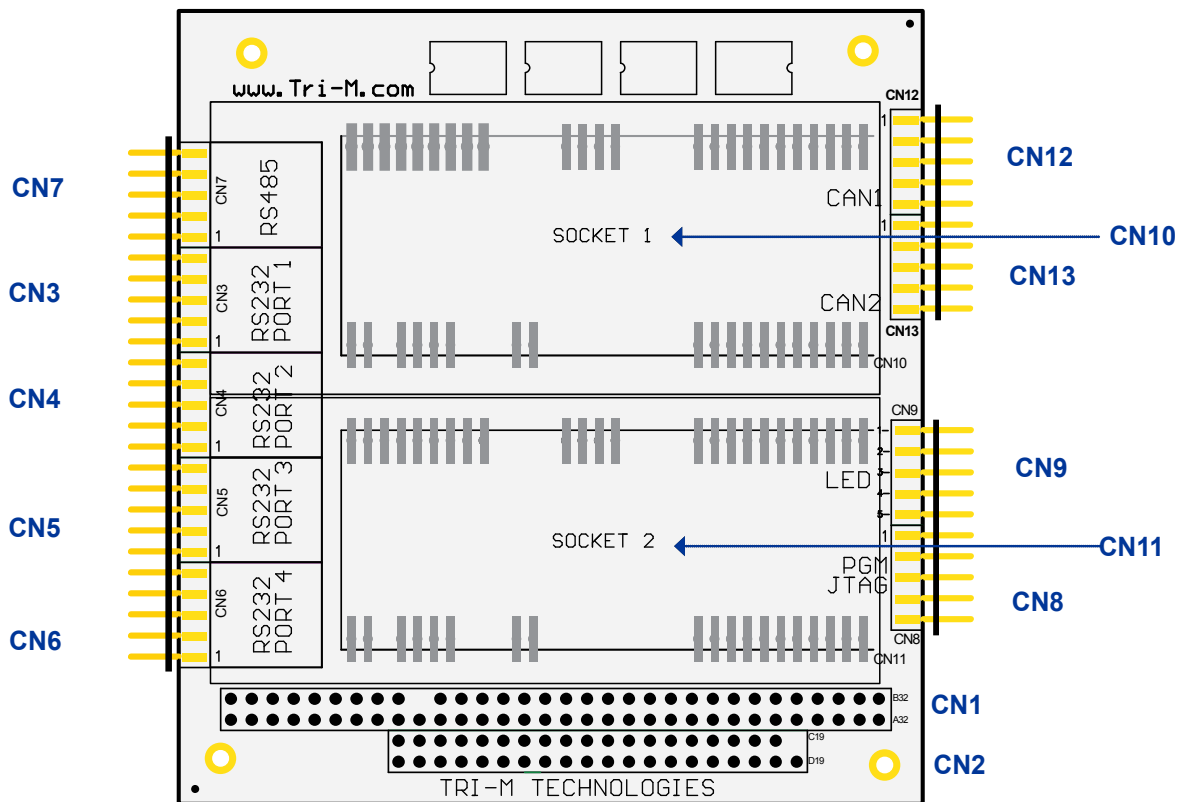 www.Tri-M.com
CN12
1
CN12
CAN1
1
CN13
CAN2
CN13
CN7
CN7
RS485
1
CN3
CN3
RS232
PORT 1
1
CN4
CN4
RS232
PORT 2
1
CN5
CN5
RS232
PORT 3
1
CN6
CN6
RS232
PORT 4
1
SOCKET 1
CN10
CN10
CN9
1
2
3
4
5
LED
CN9
SOCKET 2
CN11
1
PGM
JTAG
CN8
CN8
CN11
B32
A32
CN1
C19
D19
CN2
TRI-M TECHNOLOGIES